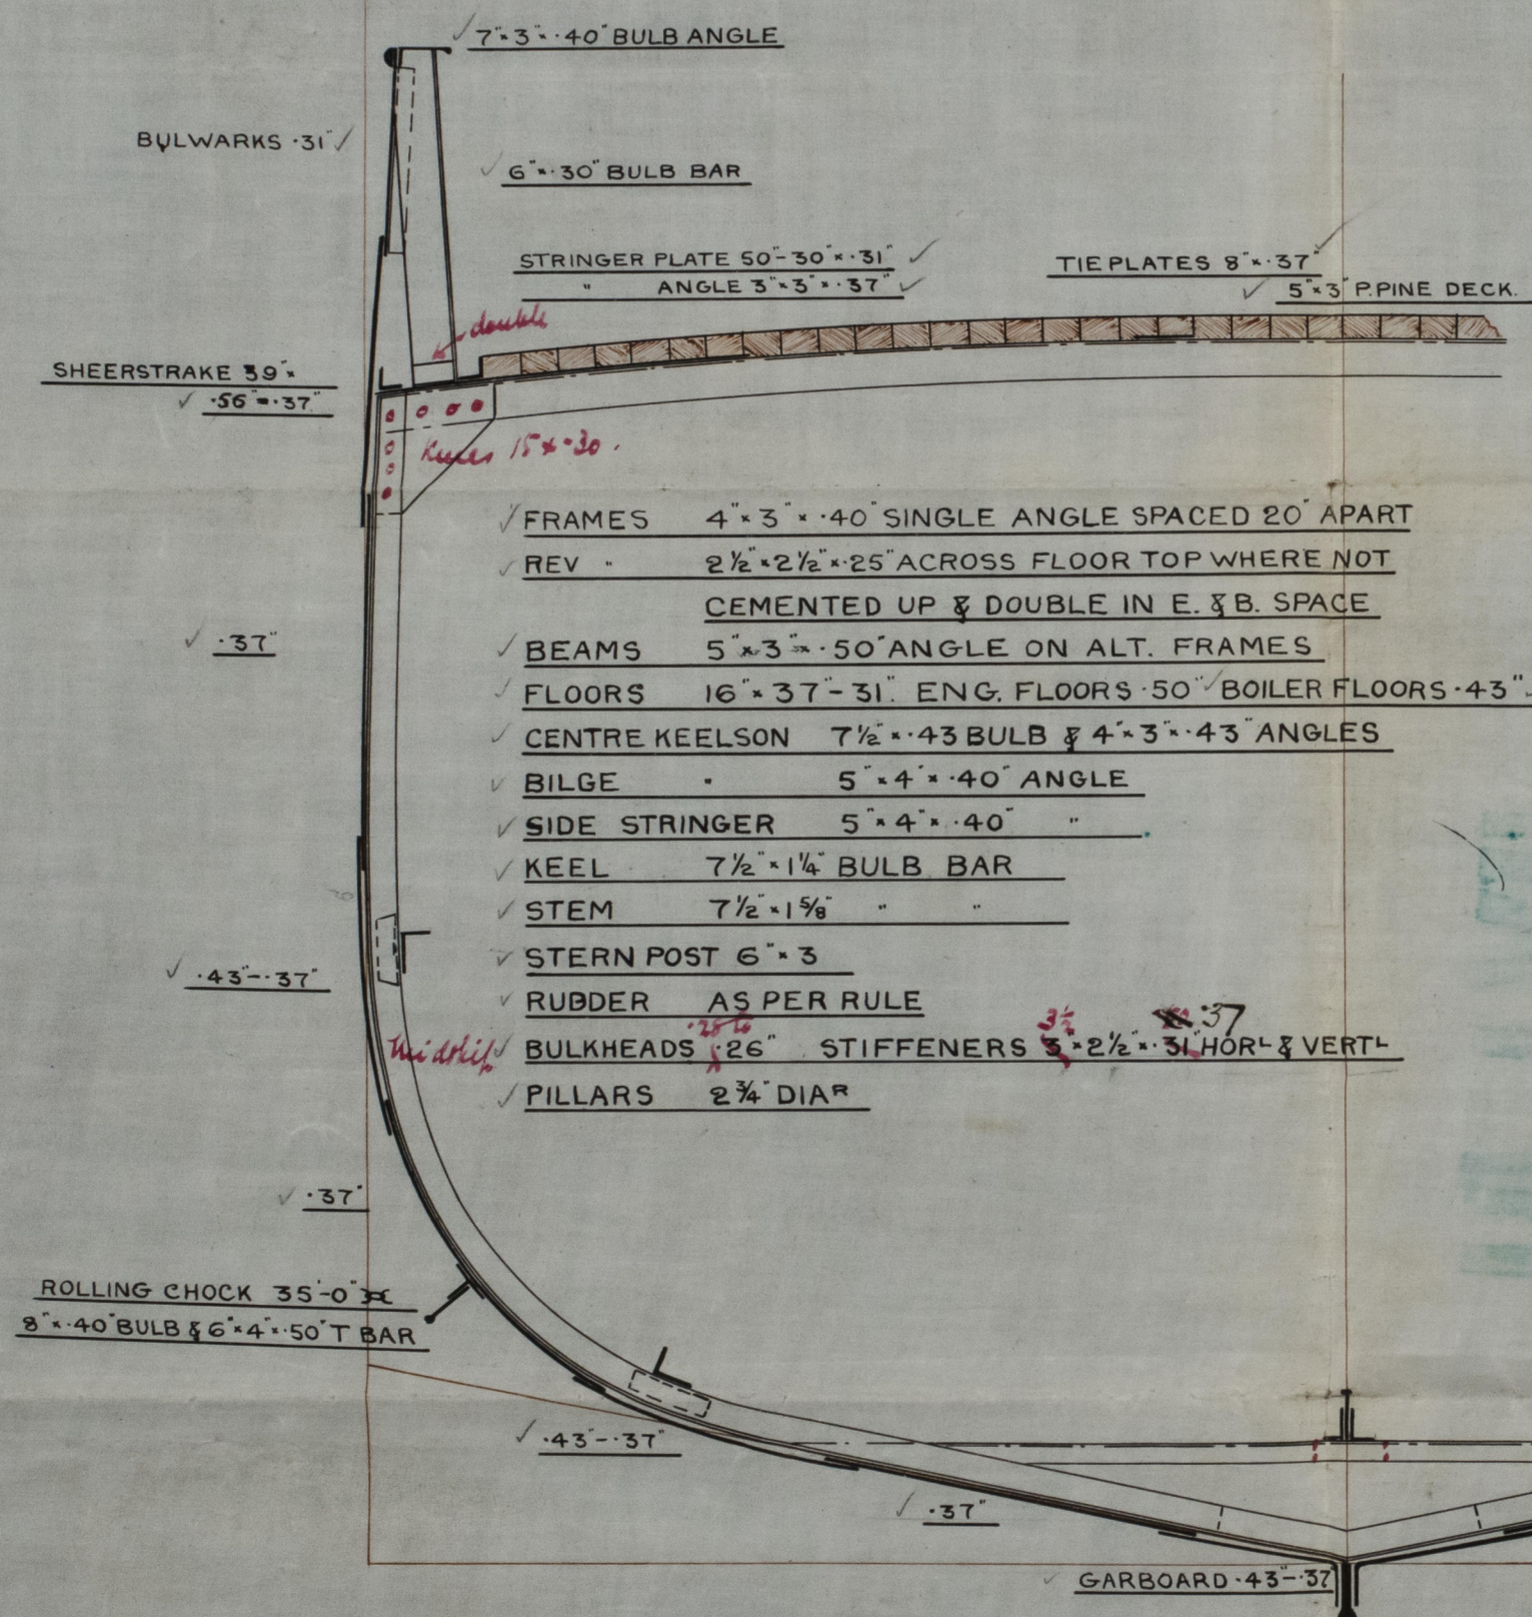 7"×3"×·40" BULB ANGLE
BULWARKS ·31"
6"×·30" BULB BAR
STRINGER PLATE 50"-30"×·31"
" ANGLE 3"×3"×·37"
TIEPLATES 8"×·37"
5"×3" P.PINE DECK.
double
SHEERSTRAKE 39"×
·56"-·37"
Knees 15×·30.
FRAMES 4"×3"×·40" SINGLE ANGLE SPACED 20" APART
REV " 2½"×2½"×·25" ACROSS FLOOR TOP WHERE NOT
CEMENTED UP & DOUBLE IN E. & B. SPACE
·37"
BEAMS 5"×3"×·50" ANGLE ON ALT. FRAMES
FLOORS 16"×37"-31". ENG. FLOORS ·50" BOILER FLOORS ·43"
CENTRE KEELSON 7½"×·43 BULB & 4"×3"×·43" ANGLES
BILGE " 5"×4"×·40" ANGLE
SIDE STRINGER 5"×4"×·40" "
KEEL 7½"×1¼" BULB BAR
STEM 7½"×1⅝" " "
STERN POST 6"×3
·43"-·37"
RUDDER AS PER RULE
3½ ·37
Midship BULKHEADS ·26" STIFFENERS 3"×2½"×·31" HORL & VERTL
PILLARS 2¾" DIAR
·37"
ROLLING CHOCK 35'-0"
8"×·40" BULB & 6"×4"×·50" T BAR
·43"-·37"
·37"
GARBOARD ·43"-·37"